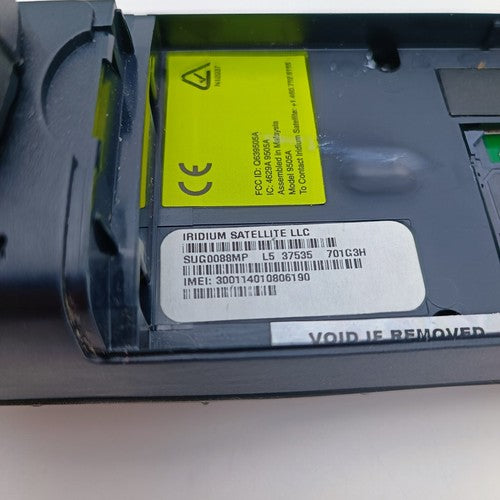 N10887
CE
FCC ID: Q639505A
IC: 4629A 9505A
Assembled in Malaysia
Model 9505A
To Contact Iridium Satellite:
IRIDIUM SATELLITE LLC
SUG0088MP L5 37535 701G3H
IMEI: 300114010806190
VOID IF REMOVED